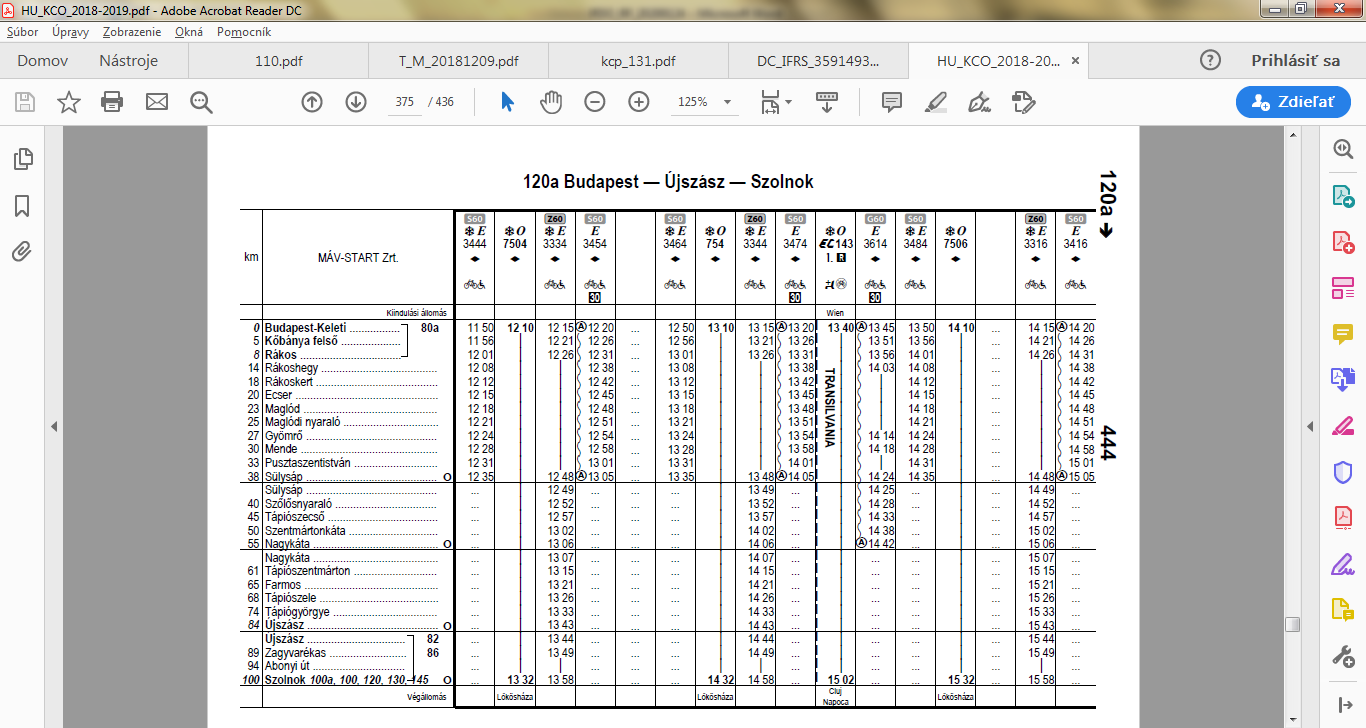 HU_KCO_2018-2019.pdf - Adobe Acrobat Reader DC
Súbor Úpravy Zobrazenie Okná Pomocník
Domov Nástroje 110.pdf T_M_20181209.pdf kcp_131.pdf DC_IFRS_3591493... HU_KCO_2018-20... × ? Prihlásiť sa
375 / 436 125% Zdieľať
120a Budapest — Újszász — Szolnok
120a
444
S60 Z60 S60 S60 Z60 S60 G60 S60 Z60 S60
E O E E E O E E O E E O E E
km MÁV-START Zrt. 3444 7504 3334 3454 3464 754 3344 3474 EC 143 3614 3484 7506 3316 3416
1. R
30 30 30
Kiindulási állomás Wien
0 Budapest-Keleti 80a 11 50 12 10 12 15 A 12 20 ... 12 50 13 10 13 15 A 13 20 13 40 A 13 45 13 50 14 10 ... 14 15 A 14 20
5 Kőbánya felső 11 56 12 21 12 26 ... 12 56 13 21 13 26 13 51 13 56 ... 14 21 14 26
8 Rákos 12 01 12 26 12 31 ... 13 01 13 26 13 31 13 56 14 01 ... 14 26 14 31
14 Rákoshegy 12 08 12 38 ... 13 08 13 38 14 03 14 08 ... 14 38
18 Rákoskert 12 12 12 42 ... 13 12 13 42 14 12 ... 14 42
20 Ecser 12 15 12 45 ... 13 15 13 45 14 15 ... 14 45
23 Maglód 12 18 12 48 ... 13 18 13 48 14 18 ... 14 48
25 Maglódi nyaraló 12 21 12 51 ... 13 21 13 51 14 21 ... 14 51
27 Gyömrő 12 24 12 54 ... 13 24 13 54 14 14 14 24 ... 14 54
30 Mende 12 28 12 58 ... 13 28 13 58 14 18 14 28 ... 14 58
33 Pusztaszentistván 12 31 13 01 ... 13 31 14 01 14 31 ... 15 01
38 Sülysáp O 12 35 12 48 A 13 05 ... 13 35 13 48 A 14 05 14 24 14 35 ... 14 48 A 15 05
TRANSILVANIA
Sülysáp ... 12 49 ... ... ... 13 49 ... 14 25 ... ... 14 49 ...
40 Szőlősnyaraló ... 12 52 ... ... ... 13 52 ... 14 28 ... ... 14 52 ...
45 Tápiószecső ... 12 57 ... ... ... 13 57 ... 14 33 ... ... 14 57 ...
50 Szentmártonkáta ... 13 02 ... ... ... 14 02 ... 14 38 ... ... 15 02 ...
55 Nagykáta O ... 13 06 ... ... ... 14 06 ... A 14 42 ... ... 15 06 ...
Nagykáta ... 13 07 ... ... ... 14 07 ... ... ... ... 15 07 ...
61 Tápiószentmárton ... 13 15 ... ... ... 14 15 ... ... ... ... 15 15 ...
65 Farmos ... 13 21 ... ... ... 14 21 ... ... ... ... 15 21 ...
68 Tápiószele ... 13 26 ... ... ... 14 26 ... ... ... ... 15 26 ...
74 Tápiógyörgye ... 13 33 ... ... ... 14 33 ... ... ... ... 15 33 ...
84 Újszász O ... 13 43 ... ... ... 14 43 ... ... ... ... 15 43 ...
Újszász 82 ... 13 44 ... ... ... 14 44 ... ... ... ... 15 44 ...
89 Zagyvarékas 86 ... 13 49 ... ... ... 14 49 ... ... ... ... 15 49 ...
94 Abonyi út ... ... ... ... ... ... ... ... ...
100 Szolnok 100a, 100, 120, 130, 145 O ... 13 32 13 58 ... ... ... 14 32 14 58 ... 15 02 ... ... 15 32 ... 15 58 ...
Végállomás Lőkösháza Lőkösháza Cluj Napoca Lőkösháza